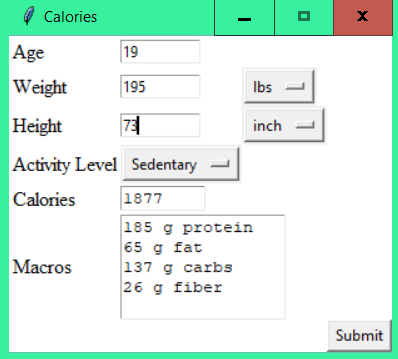 Calories
Age 19
Weight 195 lbs
Height 73 inch
Activity Level Sedentary
Calories 1877
Macros
185 g protein
65 g fat
137 g carbs
26 g fiber
Submit